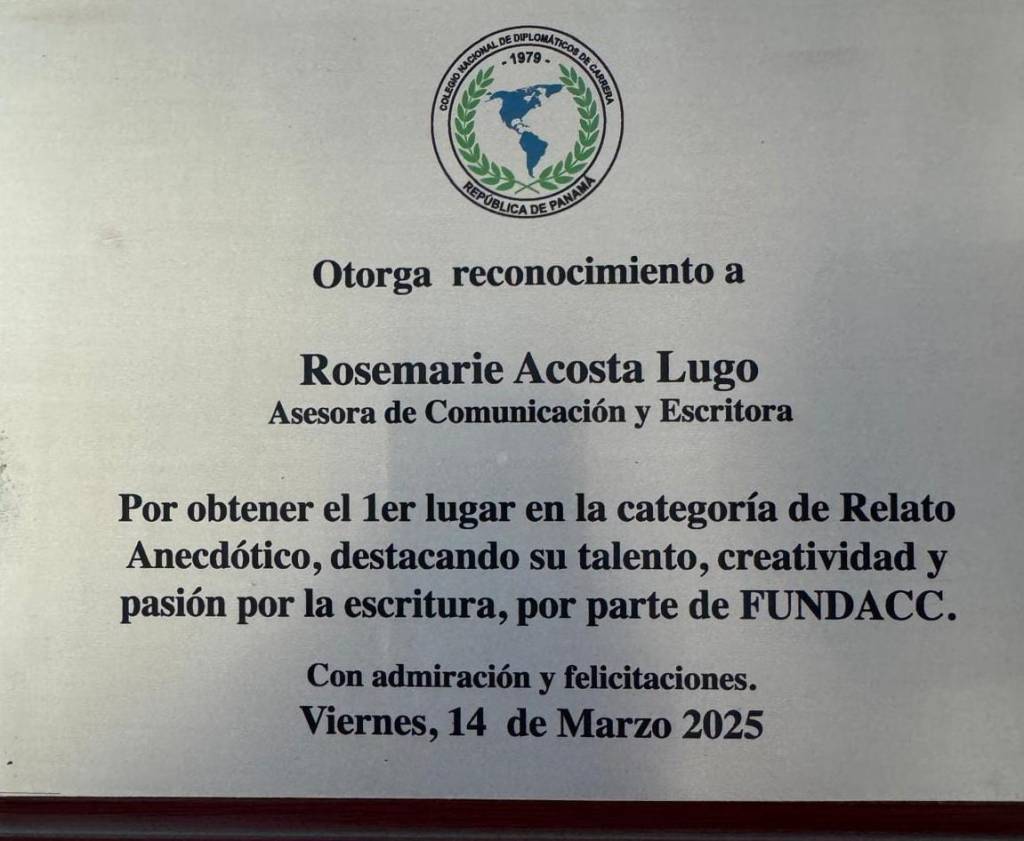 COLEGIO NACIONAL DE DIPLOMÁTICOS DE CARRERA
- 1979 -
REPÚBLICA DE PANAMÁ
Otorga reconocimiento a
Rosemarie Acosta Lugo
Asesora de Comunicación y Escritora
Por obtener el 1er lugar en la categoría de Relato
Anecdótico, destacando su talento, creatividad y
pasión por la escritura, por parte de FUNDACC.
Con admiración y felicitaciones.
Viernes, 14 de Marzo 2025